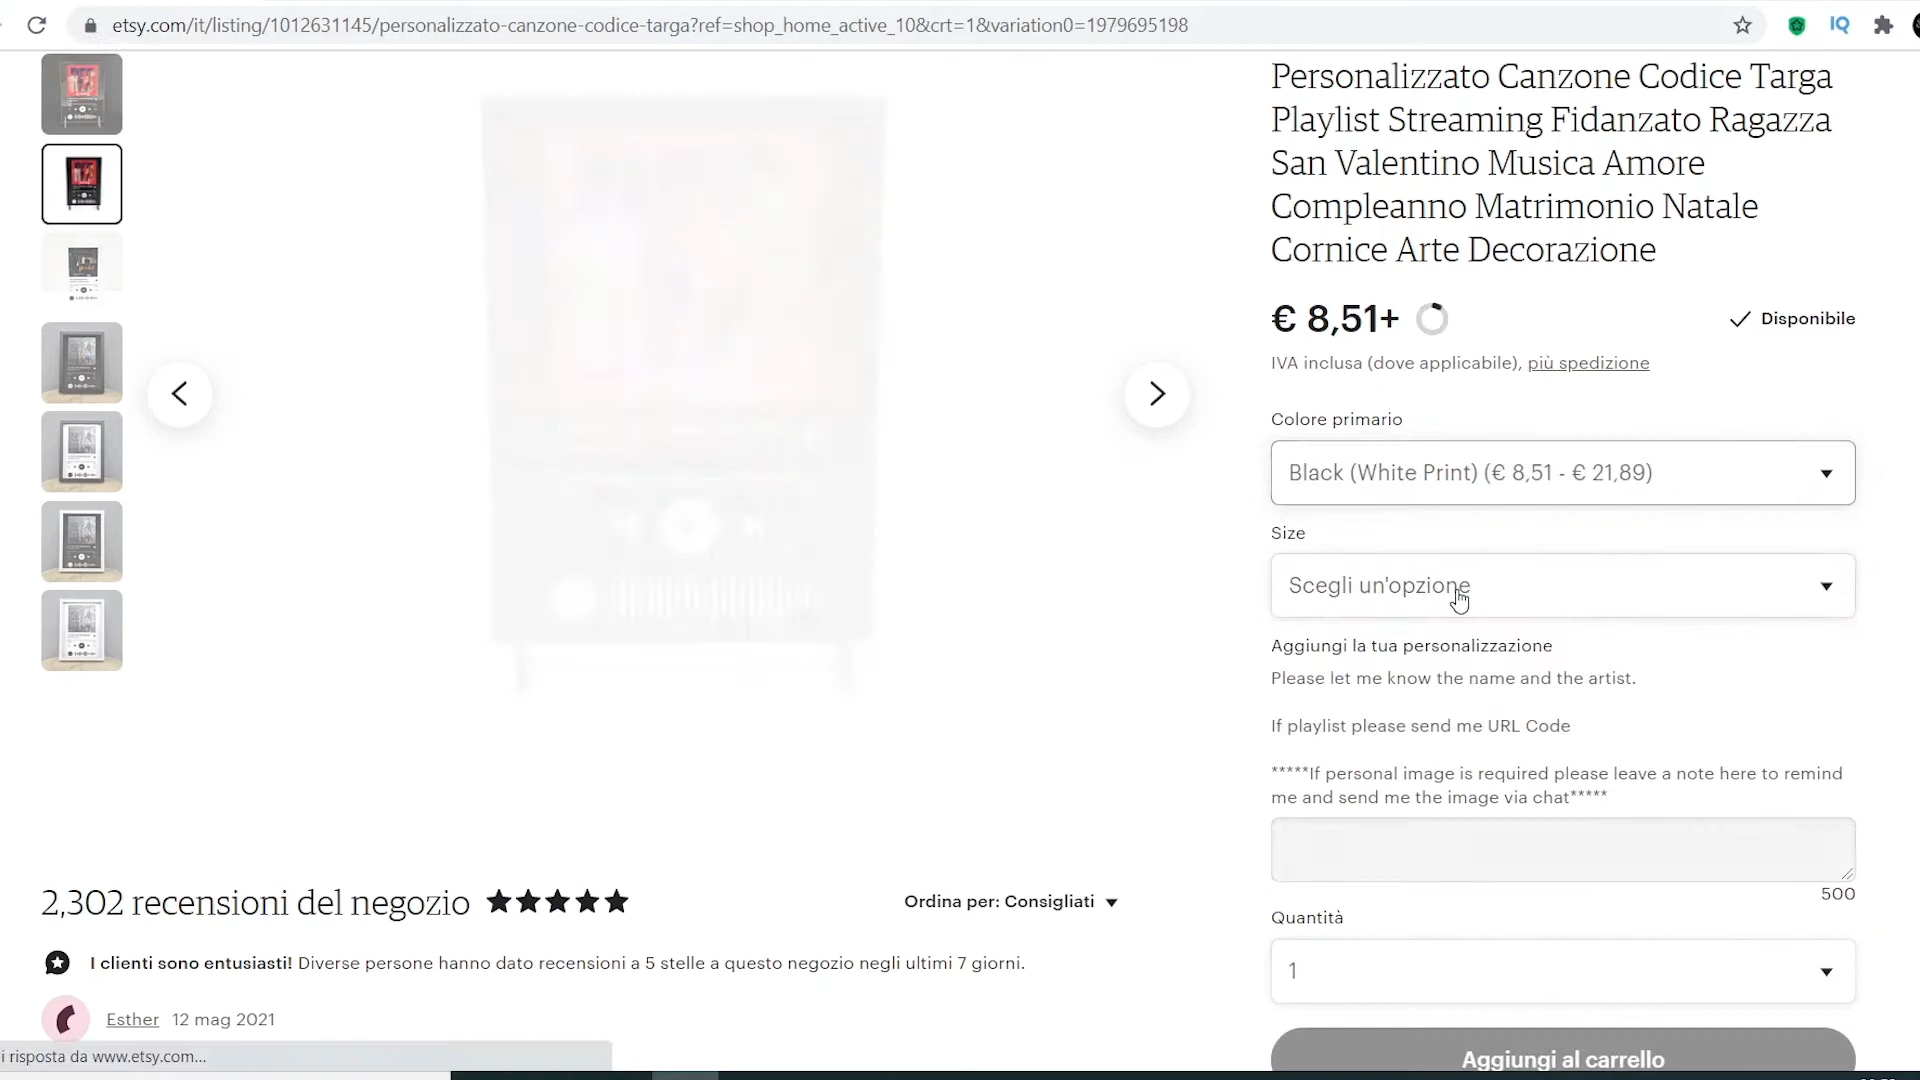 etsy.com/it/listing/1012631145/personalizzato-canzone-codice-targa?ref=shop_home_active_10&crt=1&variation0=1979695198
IQ
Personalizzato Canzone Codice Targa
Playlist Streaming Fidanzato Ragazza
San Valentino Musica Amore
Compleanno Matrimonio Natale
Cornice Arte Decorazione
€ 8,51+
Disponibile
IVA inclusa (dove applicabile), più spedizione
Colore primario
Black (White Print) (€ 8,51 - € 21,89)
Size
Scegli un'opzione
Aggiungi la tua personalizzazione
Please let me know the name and the artist.
If playlist please send me URL Code
*****If personal image is required please leave a note here to remind
me and send me the image via chat*****
500
Quantità
1
Aggiungi al carrello
2,302 recensioni del negozio
Ordina per: Consigliati
I clienti sono entusiasti! Diverse persone hanno dato recensioni a 5 stelle a questo negozio negli ultimi 7 giorni.
Esther 12 mag 2021
i risposta da www.etsy.com...